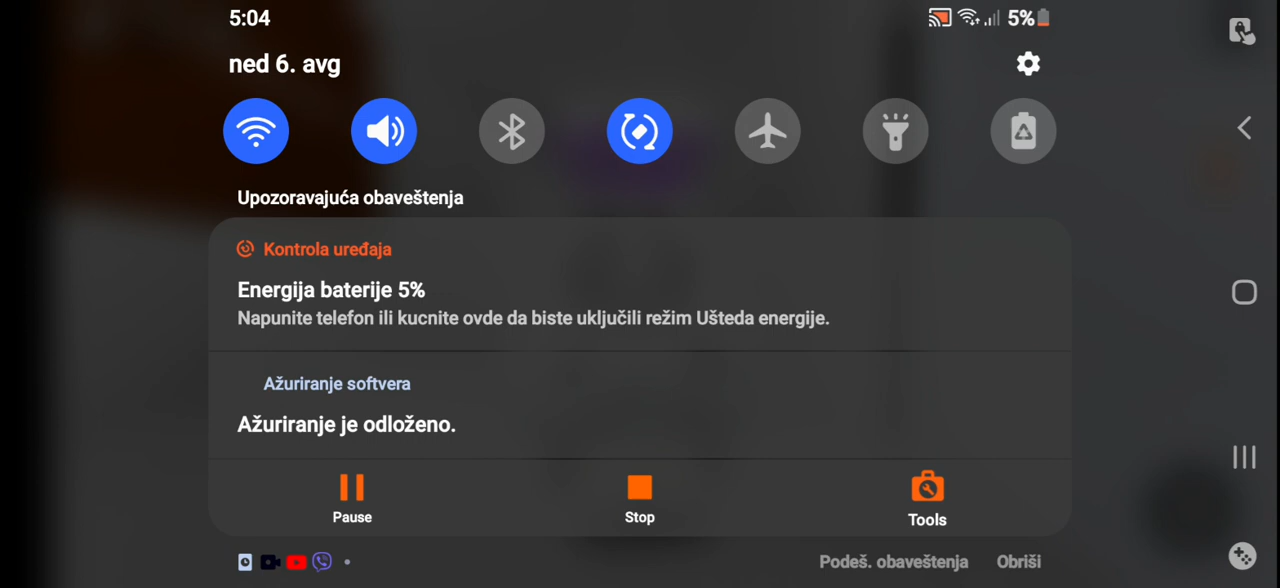 5:04
5%
ned 6. avg
Upozoravajuća obaveštenja
Kontrola uređaja
Energija baterije 5%
Napunite telefon ili kucnite ovde da biste uključili režim Ušteda energije.
Ažuriranje softvera
Ažuriranje je odloženo.
Pause
Stop
Tools
Podeš. obaveštenja
Obriši